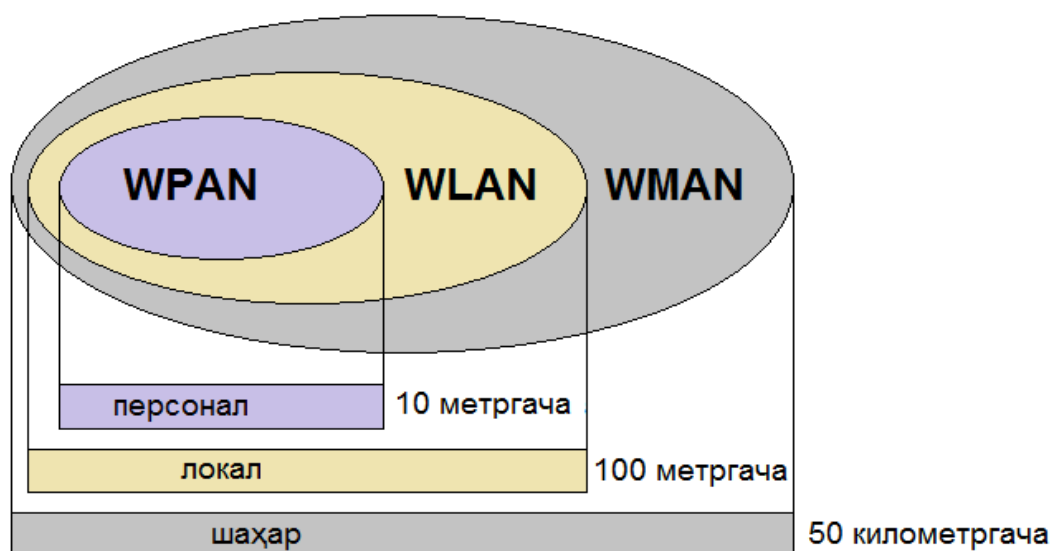 WPAN WLAN WMAN
персонал 10 метргача
локал 100 метргача
шаҳар 50 километргача